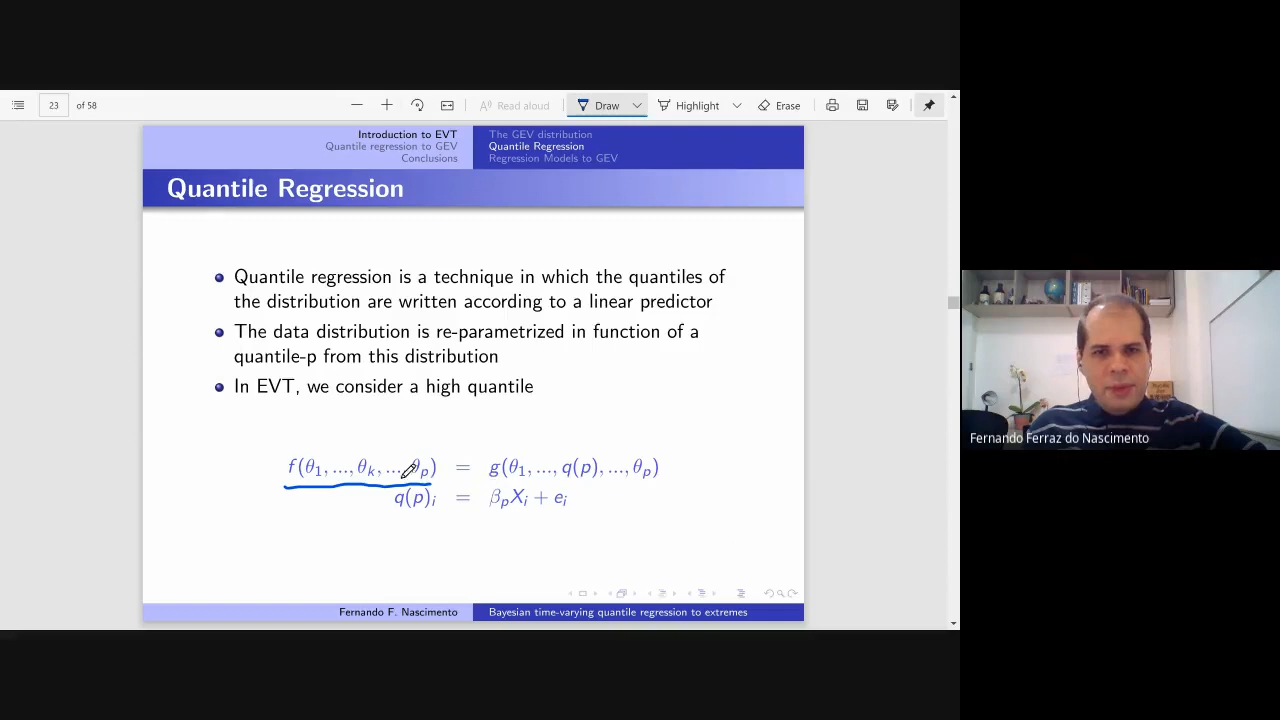 23 of 58 Read aloud Draw Highlight Erase
Introduction to EVT
Quantile regression to GEV
Conclusions
The GEV distribution
Quantile Regression
Regression Models to GEV
Quantile Regression
Quantile regression is a technique in which the quantiles of
the distribution are written according to a linear predictor
The data distribution is re-parametrized in function of a
quantile-p from this distribution
In EVT, we consider a high quantile
f(θ₁, ..., θₖ, ... θₚ) = g(θ₁, ..., q(p), ..., θₚ)
q(p)ᵢ = βₚXᵢ + eᵢ
Fernando F. Nascimento Bayesian time-varying quantile regression to extremes
Fernando Ferraz do Nascimento